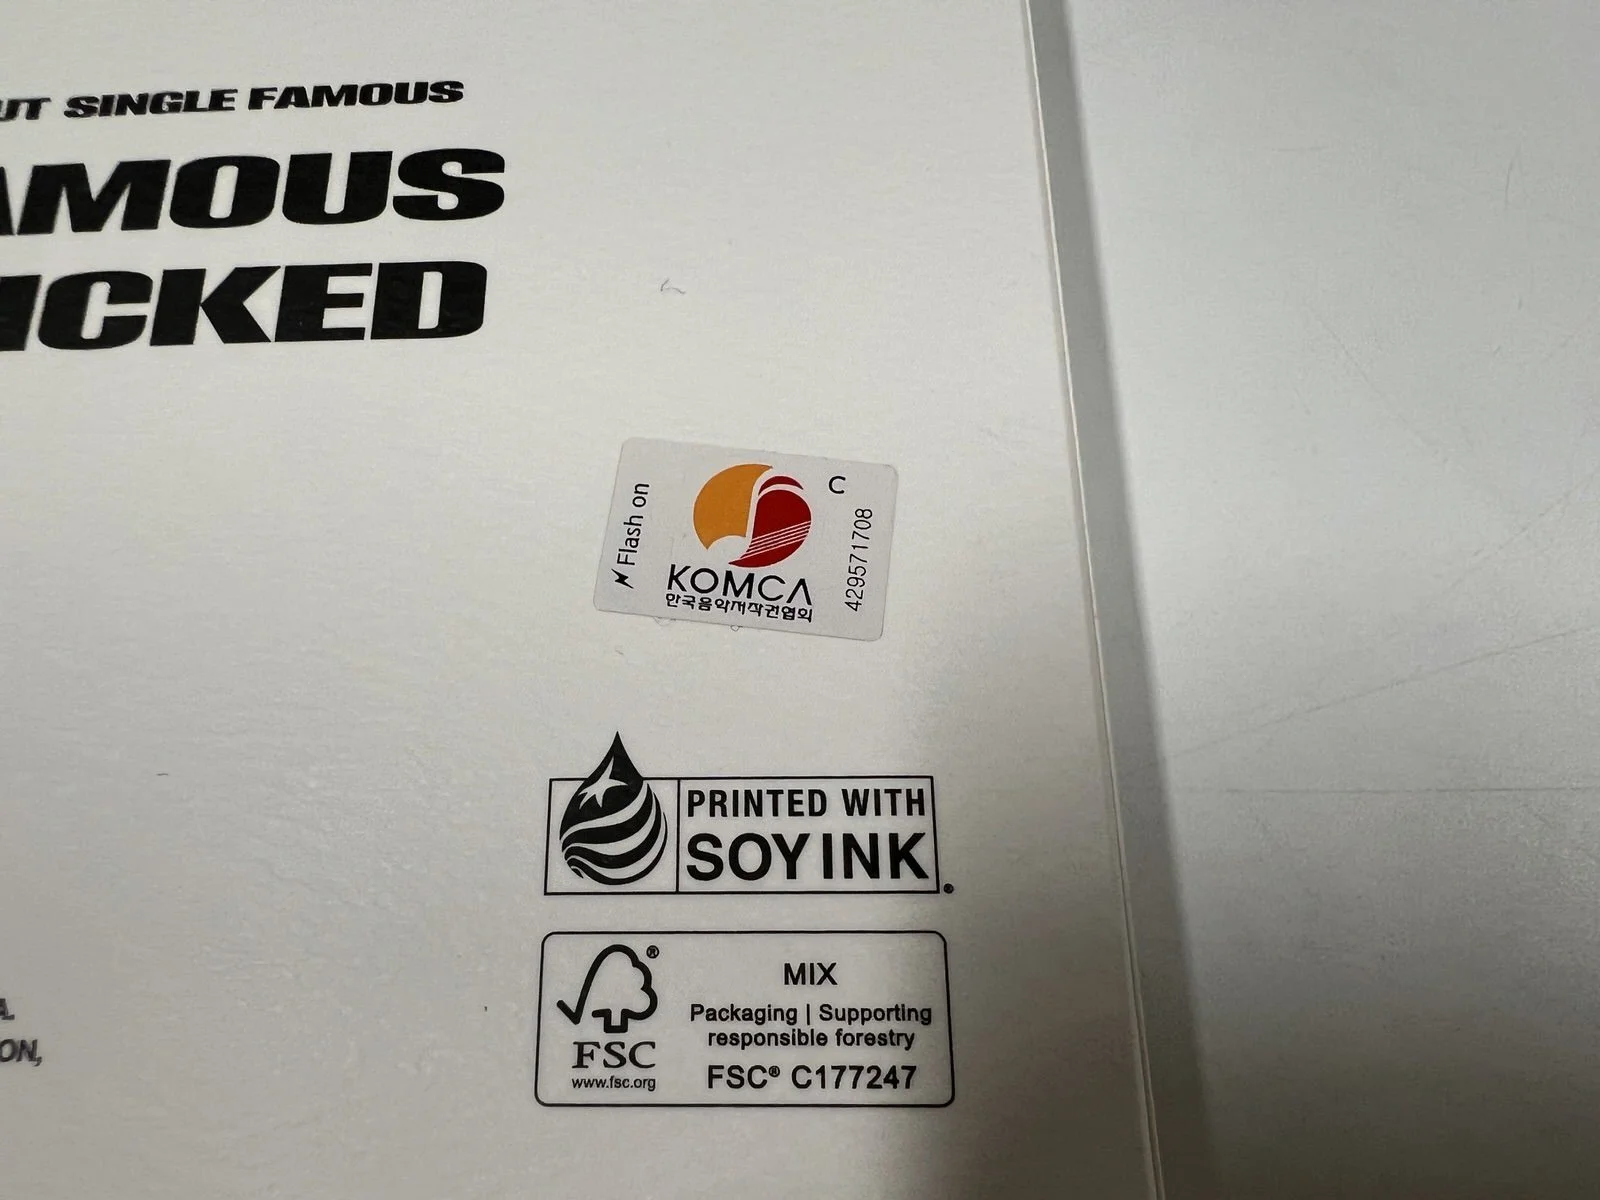 UT SINGLE FAMOUS
AMOUS
ICKED
Flash on
C
KOMCA
한국음악저작권협회
429571708
PRINTED WITH
SOY INK
MIX
Packaging | Supporting
responsible forestry
FSC® C177247
®
FSC
www.fsc.org
ON,